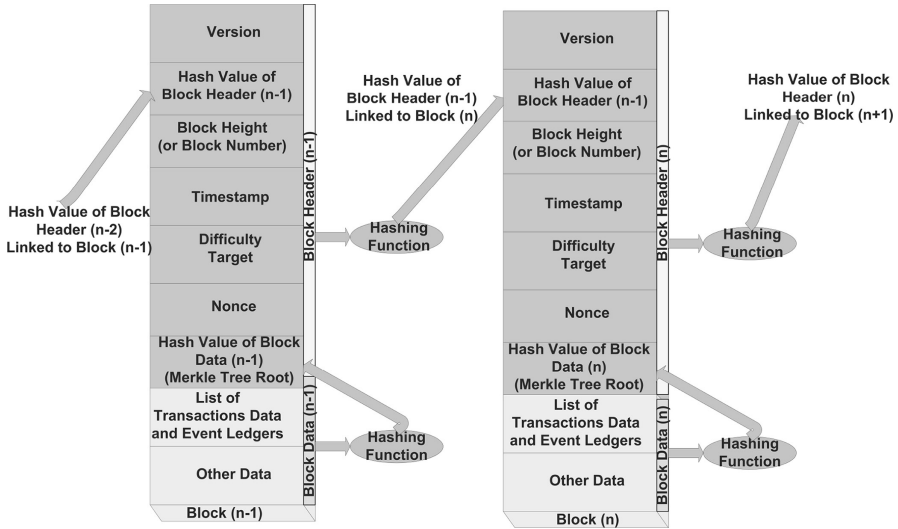 Version
Hash Value of
Block Header (n-1)
Block Height
(or Block Number)
Timestamp
Difficulty
Target
Nonce
Hash Value of Block
Data (n-1)
(Merkle Tree Root)
List of
Transactions Data
and Event Ledgers
Other Data
Block (n-1)
Block Header (n-1)
Block Data (n-1)
Hash Value of Block
Header (n-2)
Linked to Block (n-1)
Hashing
Function
Hashing
Function
Hash Value of
Block Header (n-1)
Linked to Block (n)
Version
Hash Value of
Block Header (n-1)
Block Height
(or Block Number)
Timestamp
Difficulty
Target
Nonce
Hash Value of Block
Data (n)
(Merkle Tree Root)
List of
Transactions Data
and Event Ledgers
Other Data
Block (n)
Block Header (n)
Block Data (n)
Hashing
Function
Hashing
Function
Hash Value of Block
Header (n)
Linked to Block (n+1)